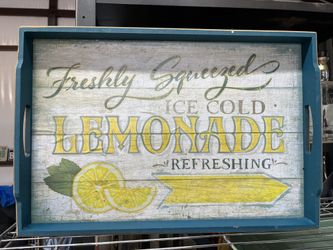 Freshly Squeezed
ICE COLD
LEMONADE
REFRESHING